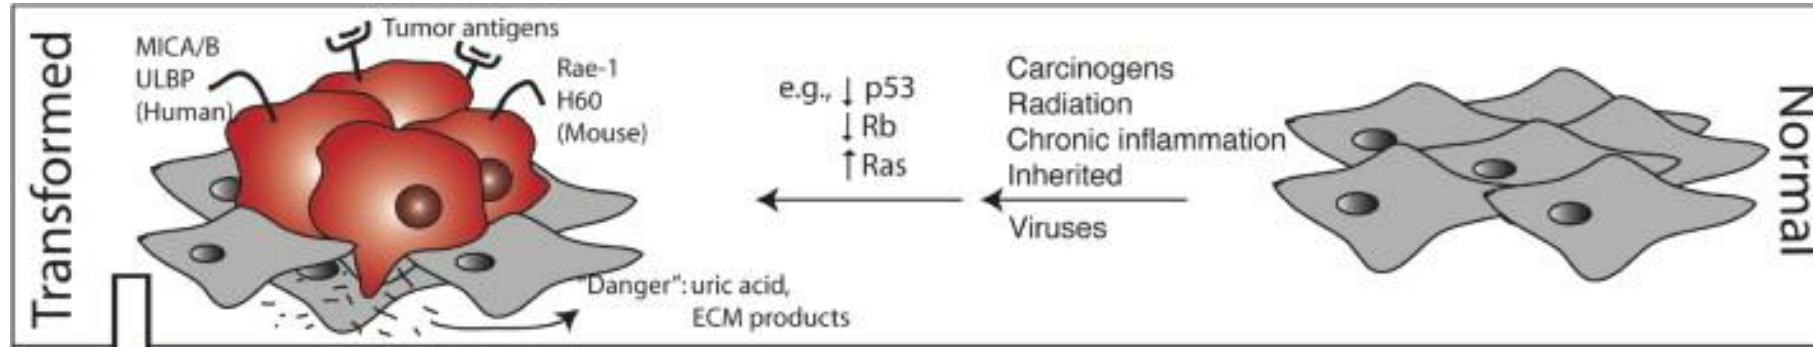 Transformed
MICA/B
ULBP
(Human)
Tumor antigens
Rae-1
H60
(Mouse)
"Danger": uric acid,
ECM products
e.g., ↓ p53
↓ Rb
↑ Ras
Carcinogens
Radiation
Chronic inflammation
Inherited
Viruses
Normal